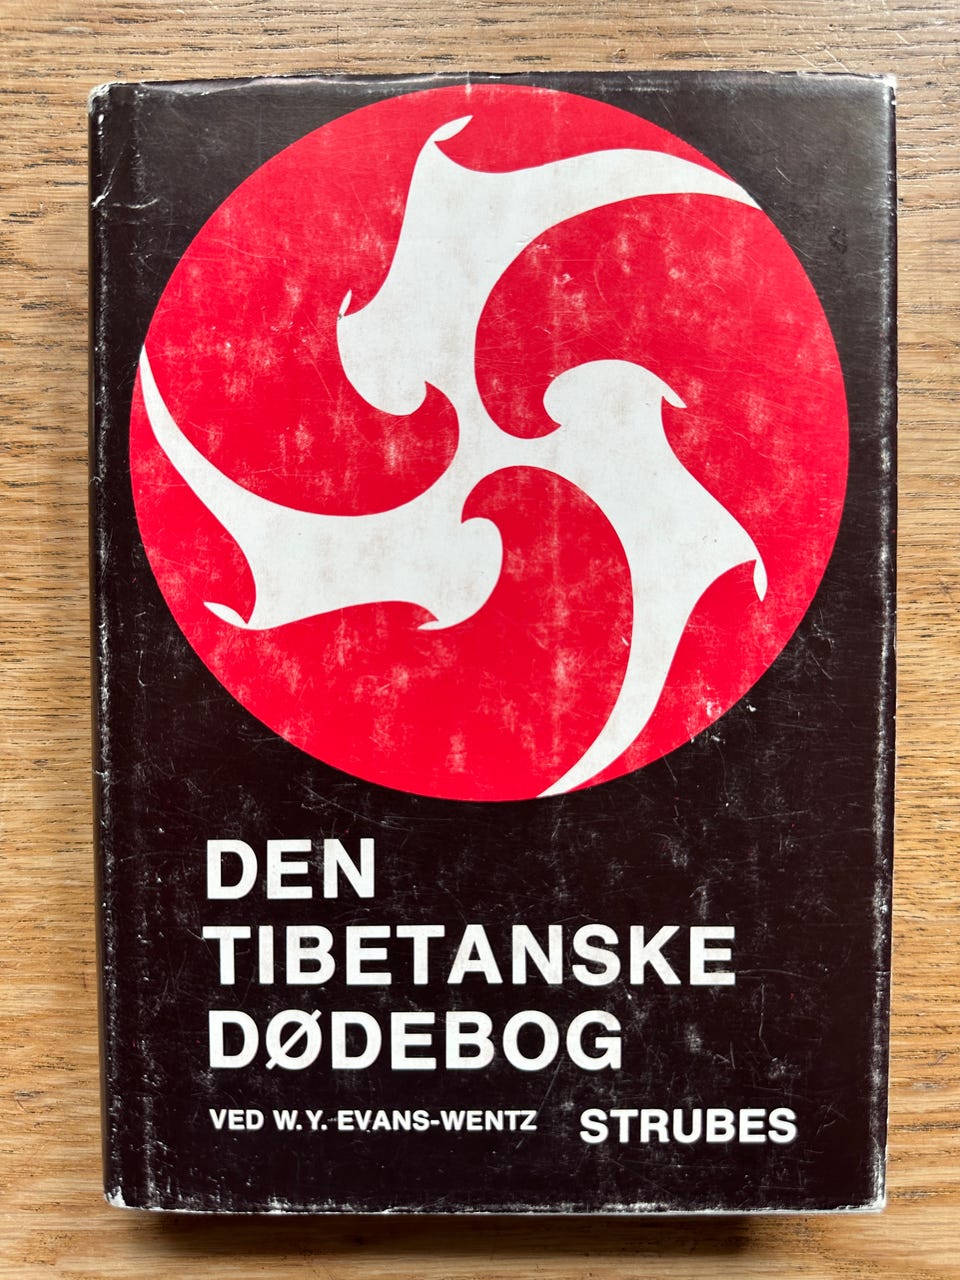 DEN
TIBETANSKE
DØDEBOG
VED W.Y. EVANS-WENTZ STRUBES